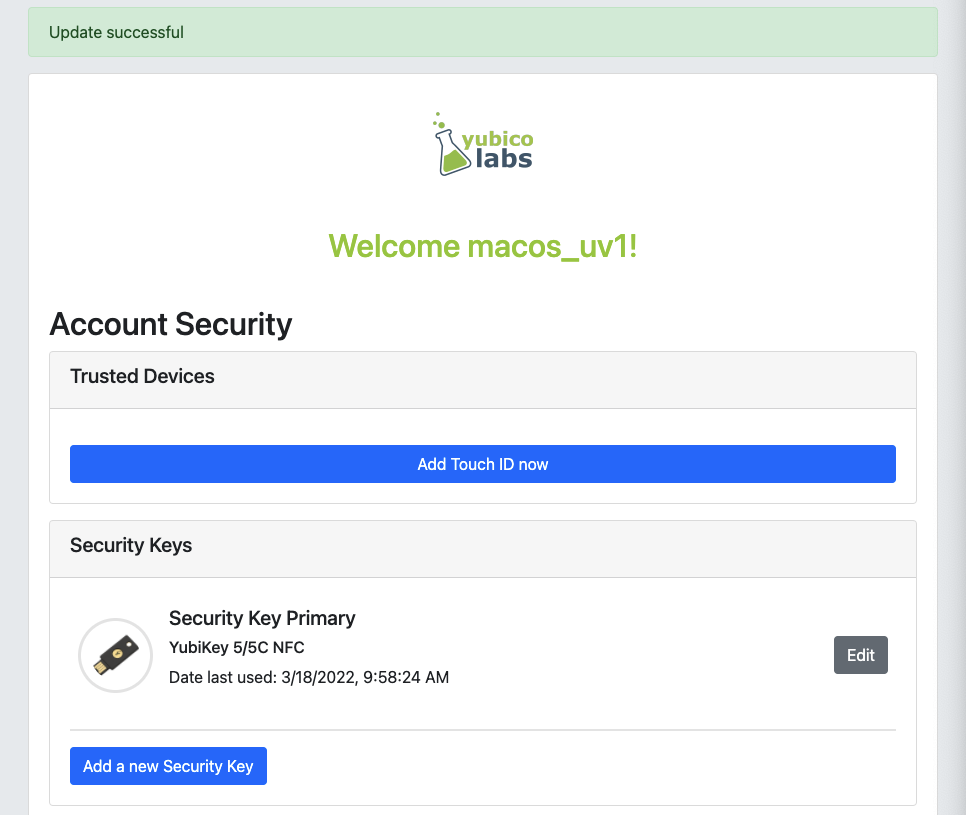 Update successful
yubico
labs
Welcome macos_uv1!
Account Security
Trusted Devices
Add Touch ID now
Security Keys
Security Key Primary
YubiKey 5/5C NFC
Edit
Date last used: 3/18/2022, 9:58:24 AM
Add a new Security Key